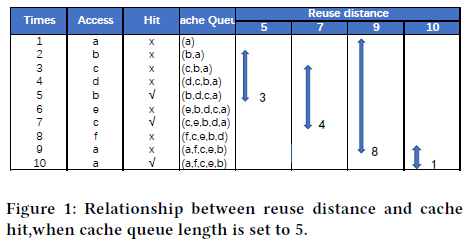 Times Access Hit ache Queu Reuse distance
5 7 9 10
1 a x (a)
2 b x (b,a)
3 c x (c,b,a)
4 d x (d,c,b,a)
5 b √ (b,d,c,a) 3
6 e x (e,b,d,c,a)
7 c √ (c,e,b,d,a) 4
8 f x (f,c,e,b,d)
9 a x (a,f,c,e,b) 8
10 a √ (a,f,c,e,b) 1
Figure 1: Relationship between reuse distance and cache
hit,when cache queue length is set to 5.